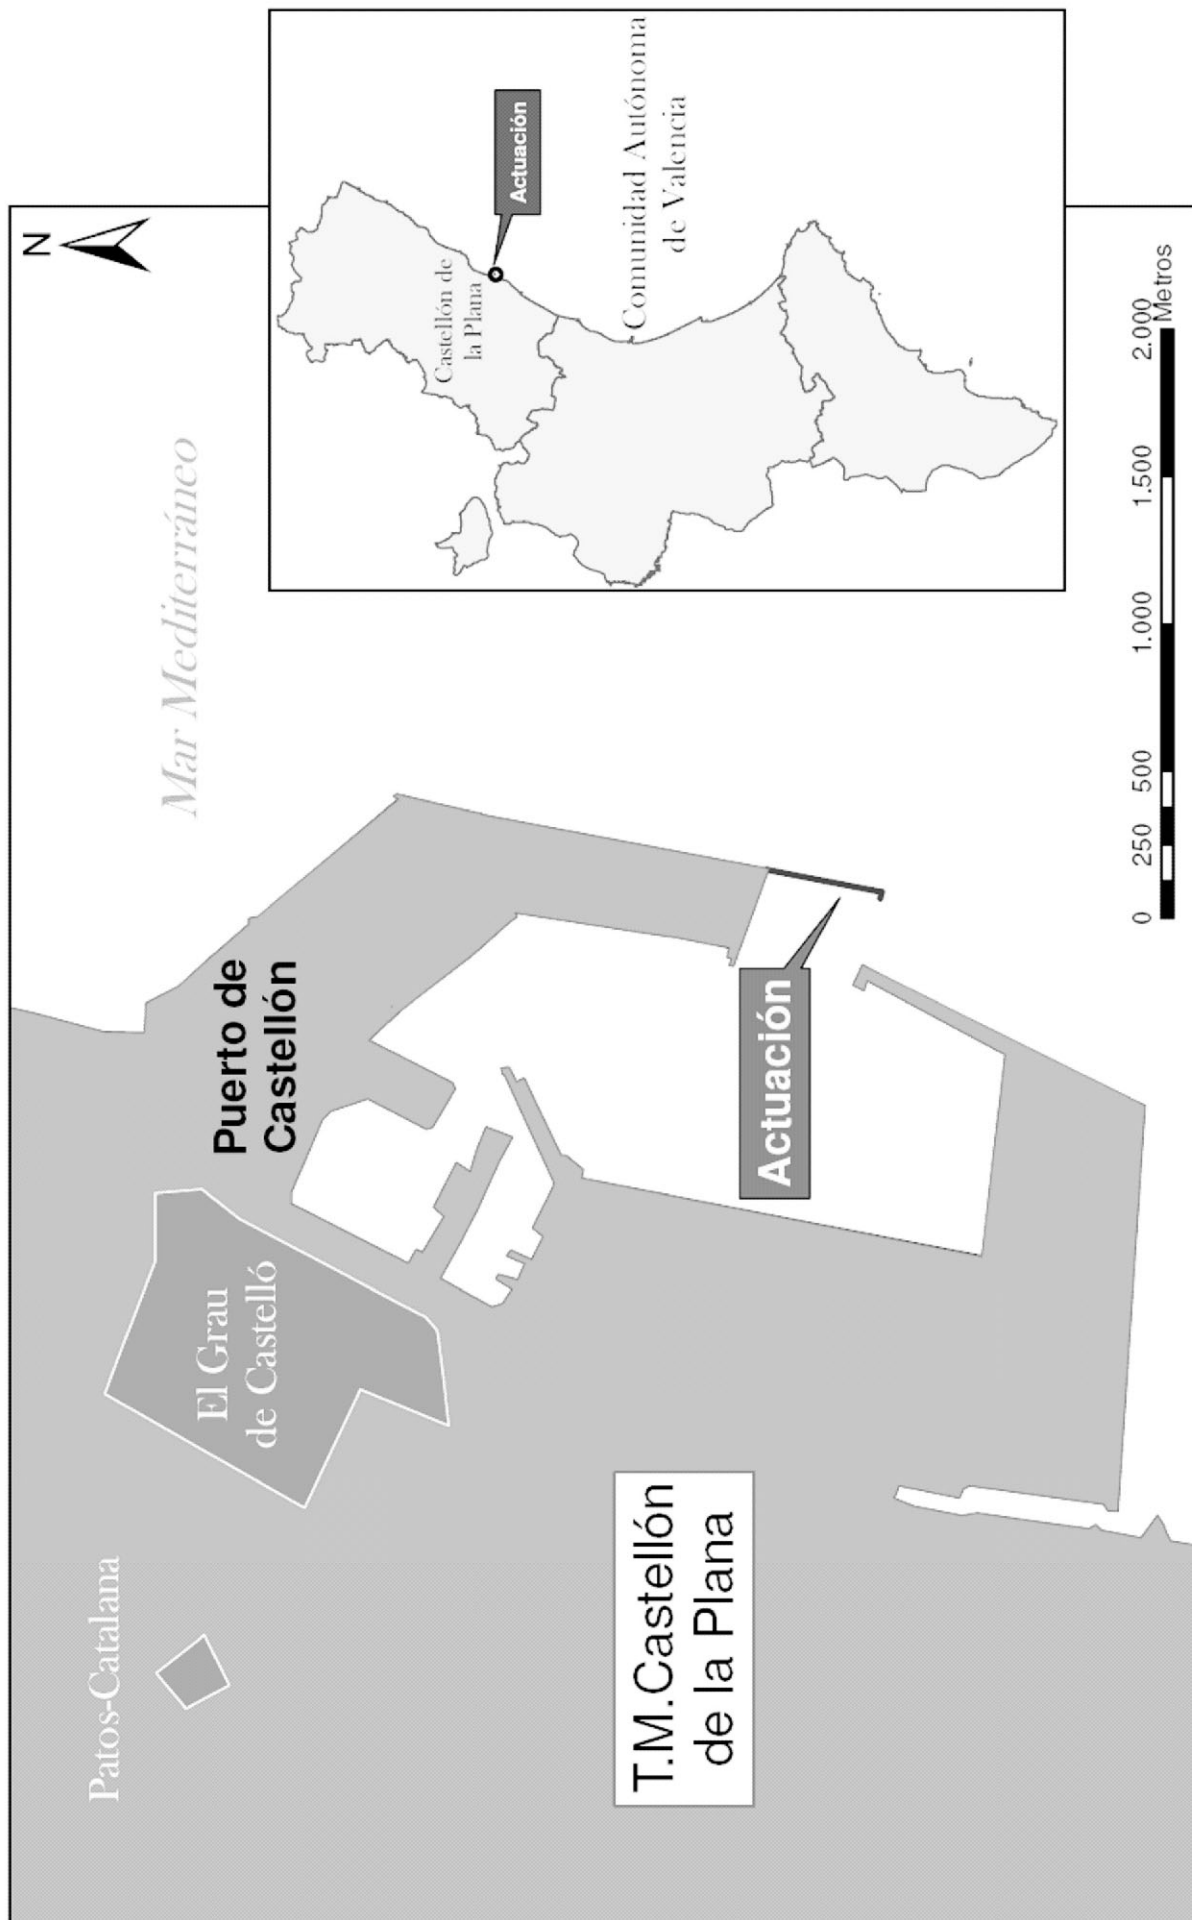 N
Mar Mediterráneo
Patos-Catalana
El Grau
de Castelló
Puerto de
Castellón
T.M.Castellón
de la Plana
Actuación
Castellón de
la Plana
Actuación
Comunidad Autónoma
de Valencia
0 250 500 1.000 1.500 2.000
Metros